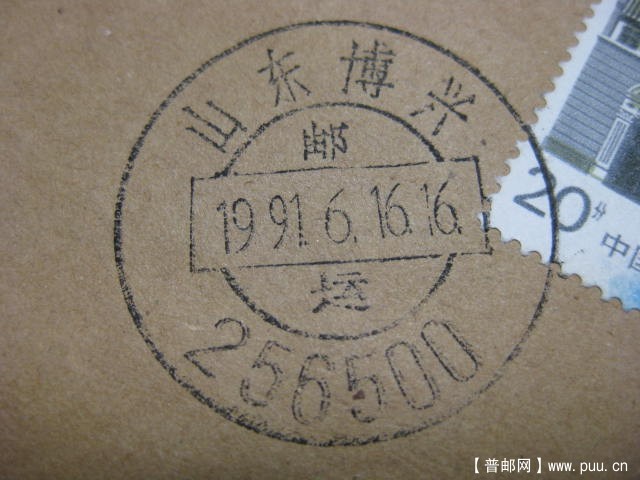 山东博兴
邮
1991.6.16.16.
运
256500
20分
中国
【普邮网】www.puu.cn